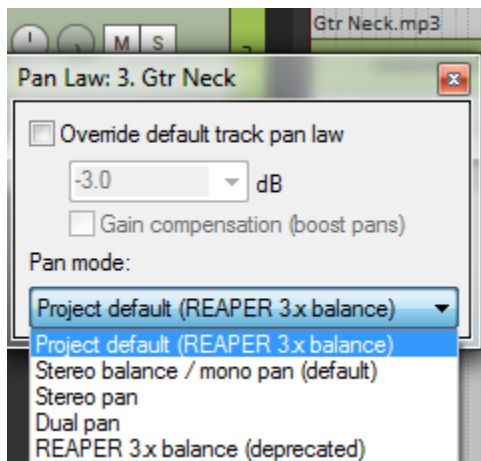 M S
Gtr Neck.mp3
Pan Law: 3. Gtr Neck
Override default track pan law
-3.0 dB
Gain compensation (boost pans)
Pan mode:
Project default (REAPER 3.x balance)
Project default (REAPER 3.x balance)
Stereo balance / mono pan (default)
Stereo pan
Dual pan
REAPER 3.x balance (deprecated)